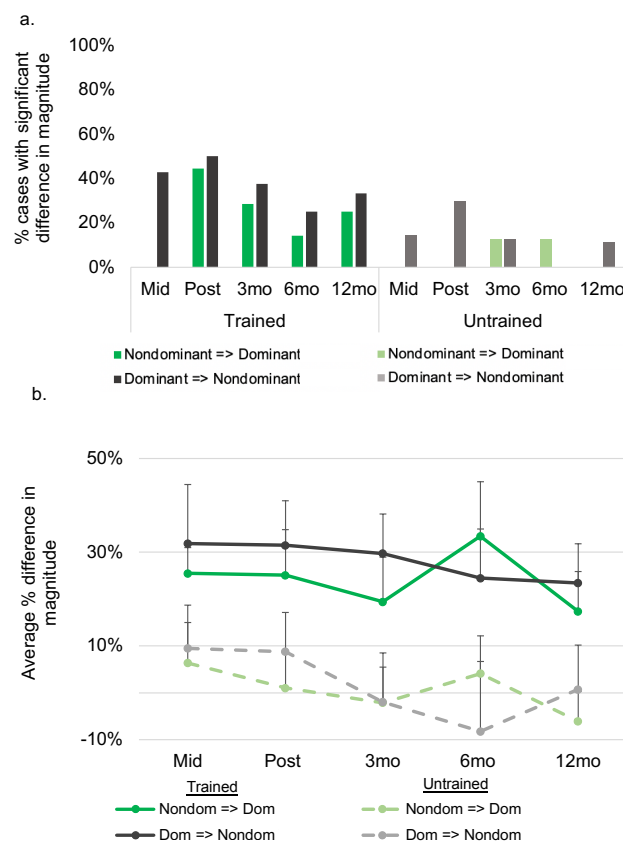 a.
% cases with significant
difference in magnitude
100%
80%
60%
40%
20%
0%
Mid Post 3mo 6mo 12mo Mid Post 3mo 6mo 12mo
Trained Untrained
Nondominant => Dominant Nondominant => Dominant
Dominant => Nondominant Dominant => Nondominant
b.
Average % difference in
magnitude
50%
30%
10%
-10%
Mid Post 3mo 6mo 12mo
Trained Untrained
Nondom => Dom Nondom => Dom
Dom => Nondom Dom => Nondom